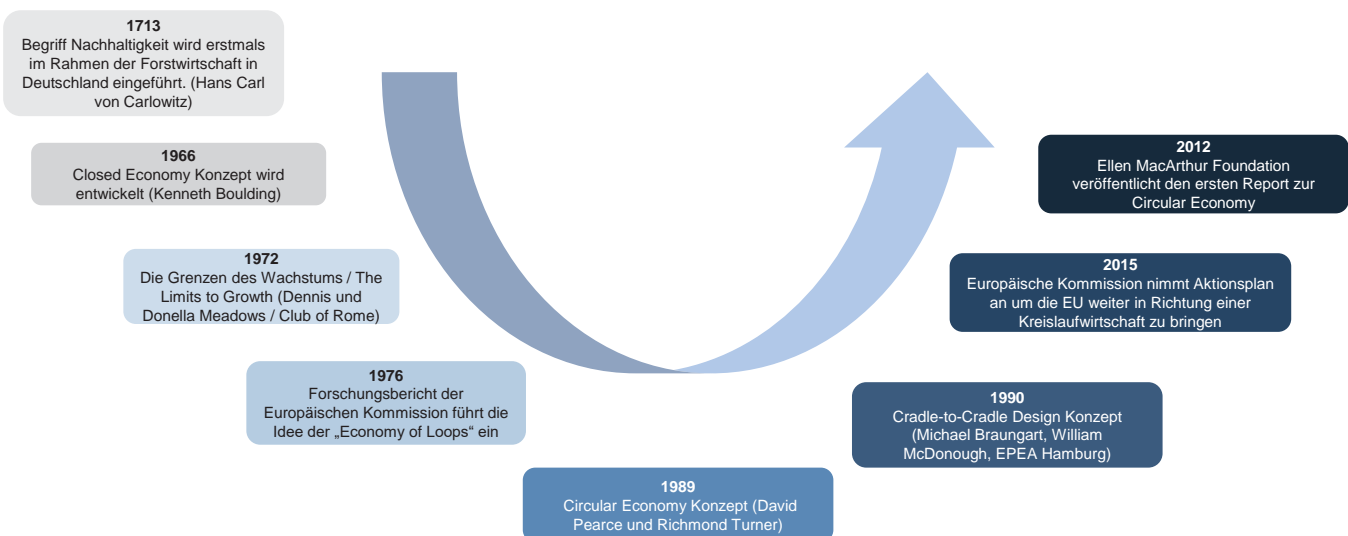 1713
Begriff Nachhaltigkeit wird erstmals
im Rahmen der Forstwirtschaft in
Deutschland eingeführt. (Hans Carl
von Carlowitz)
1966
Closed Economy Konzept wird
entwickelt (Kenneth Boulding)
1972
Die Grenzen des Wachstums / The
Limits to Growth (Dennis und
Donella Meadows / Club of Rome)
1976
Forschungsbericht der
Europäischen Kommission führt die
Idee der „Economy of Loops“ ein
1989
Circular Economy Konzept (David
Pearce und Richmond Turner)
1990
Cradle-to-Cradle Design Konzept
(Michael Braungart, William
McDonough, EPEA Hamburg)
2015
Europäische Kommission nimmt Aktionsplan
an um die EU weiter in Richtung einer
Kreislaufwirtschaft zu bringen
2012
Ellen MacArthur Foundation
veröffentlicht den ersten Report zur
Circular Economy